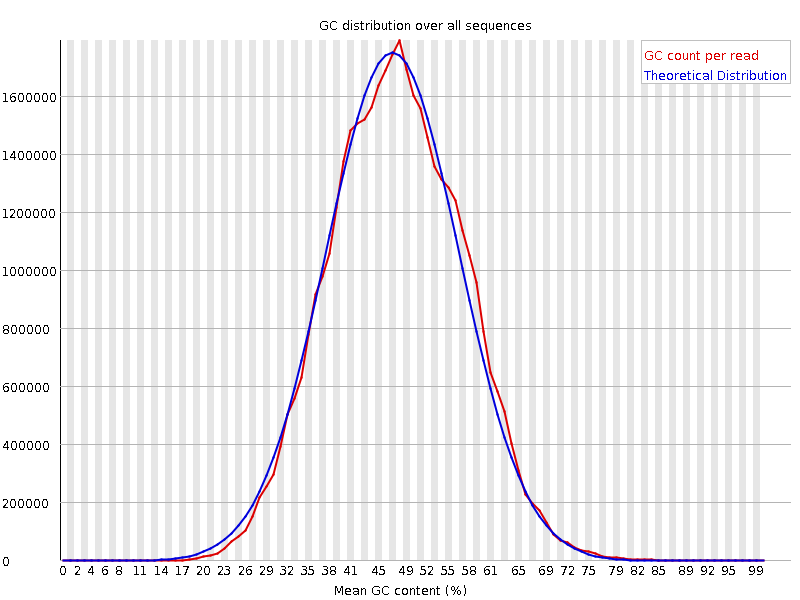 GC distribution over all sequences
GC count per read
Theoretical Distribution
1600000
1400000
1200000
1000000
800000
600000
400000
200000
0
0 2 4 6 8 11 14 17 20 23 26 29 32 35 38 41 45 49 52 55 58 61 65 69 72 75 79 82 85 89 92 95 99
Mean GC content (%)